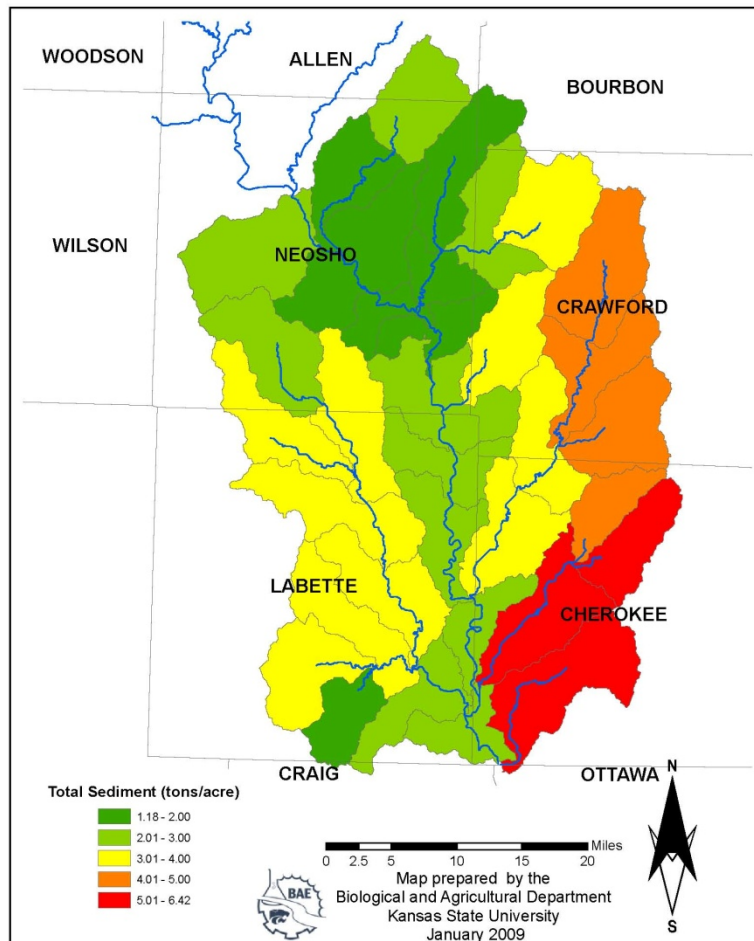 WOODSON
ALLEN
BOURBON
WILSON
NEOSHO
CRAWFORD
LABETTE
CHEROKEE
CRAIG
OTTAWA
N
Total Sediment (tons/acre)
1.18 - 2.00
2.01 - 3.00
3.01 - 4.00
4.01 - 5.00
5.01 - 6.42
Miles
0 2.5 5 10 15 20
BAE
Map prepared by the
Biological and Agricultural Department
Kansas State University
January 2009
S